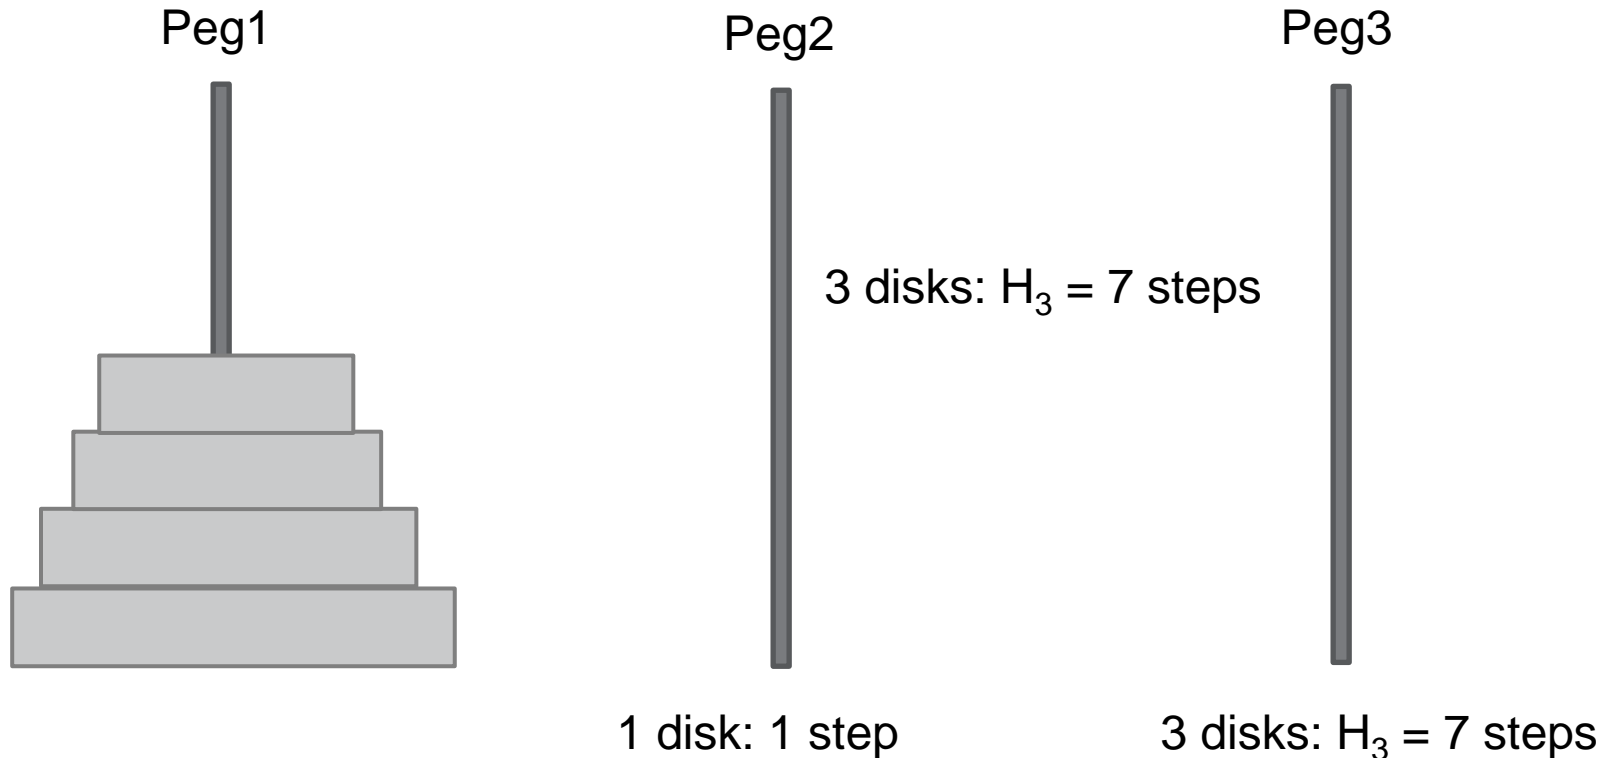 Peg1
Peg2
Peg3
3 disks: H₃ = 7 steps
1 disk: 1 step
3 disks: H₃ = 7 steps